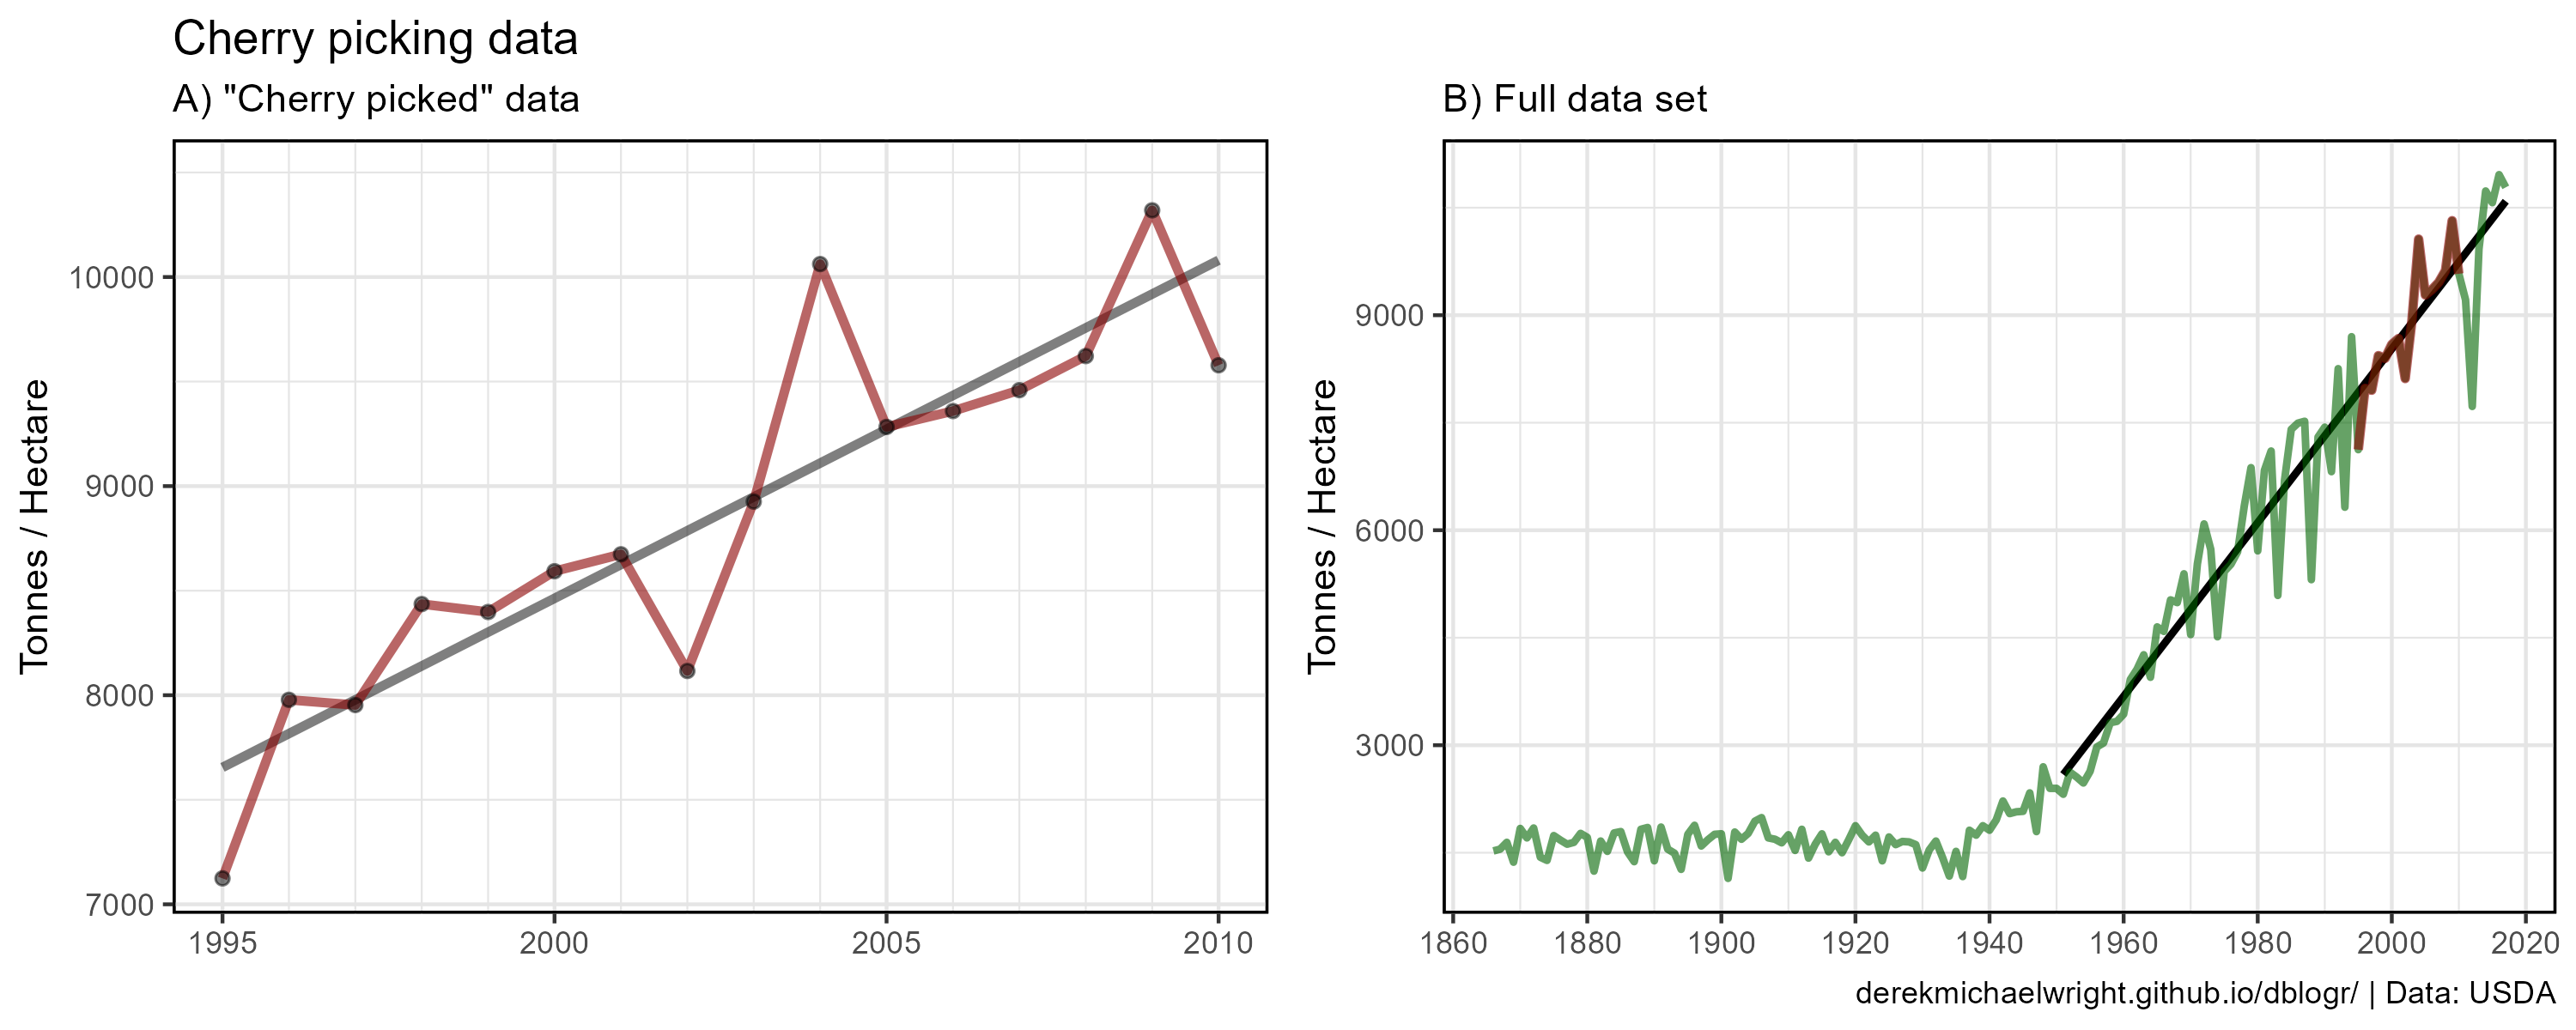 Cherry picking data
A) "Cherry picked" data
Tonnes / Hectare
10000
9000
8000
7000
1995 2000 2005 2010
B) Full data set
Tonnes / Hectare
9000
6000
3000
1860 1880 1900 1920 1940 1960 1980 2000 2020
derekmichaelwright.github.io/dblogr/ | Data: USDA